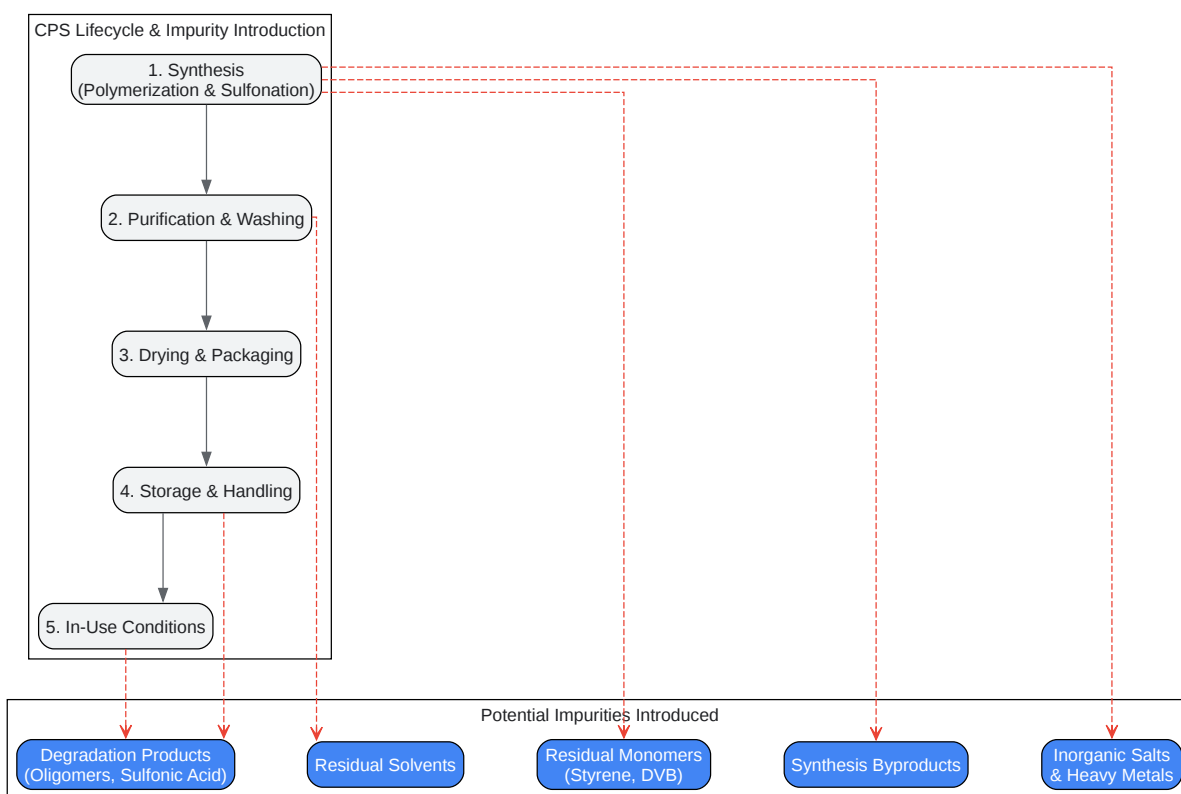 CPS Lifecycle & Impurity Introduction
1. Synthesis
(Polymerization & Sulfonation)
2. Purification & Washing
3. Drying & Packaging
4. Storage & Handling
5. In-Use Conditions
Potential Impurities Introduced
Degradation Products
(Oligomers, Sulfonic Acid)
Residual Solvents
Residual Monomers
(Styrene, DVB)
Synthesis Byproducts
Inorganic Salts
& Heavy Metals